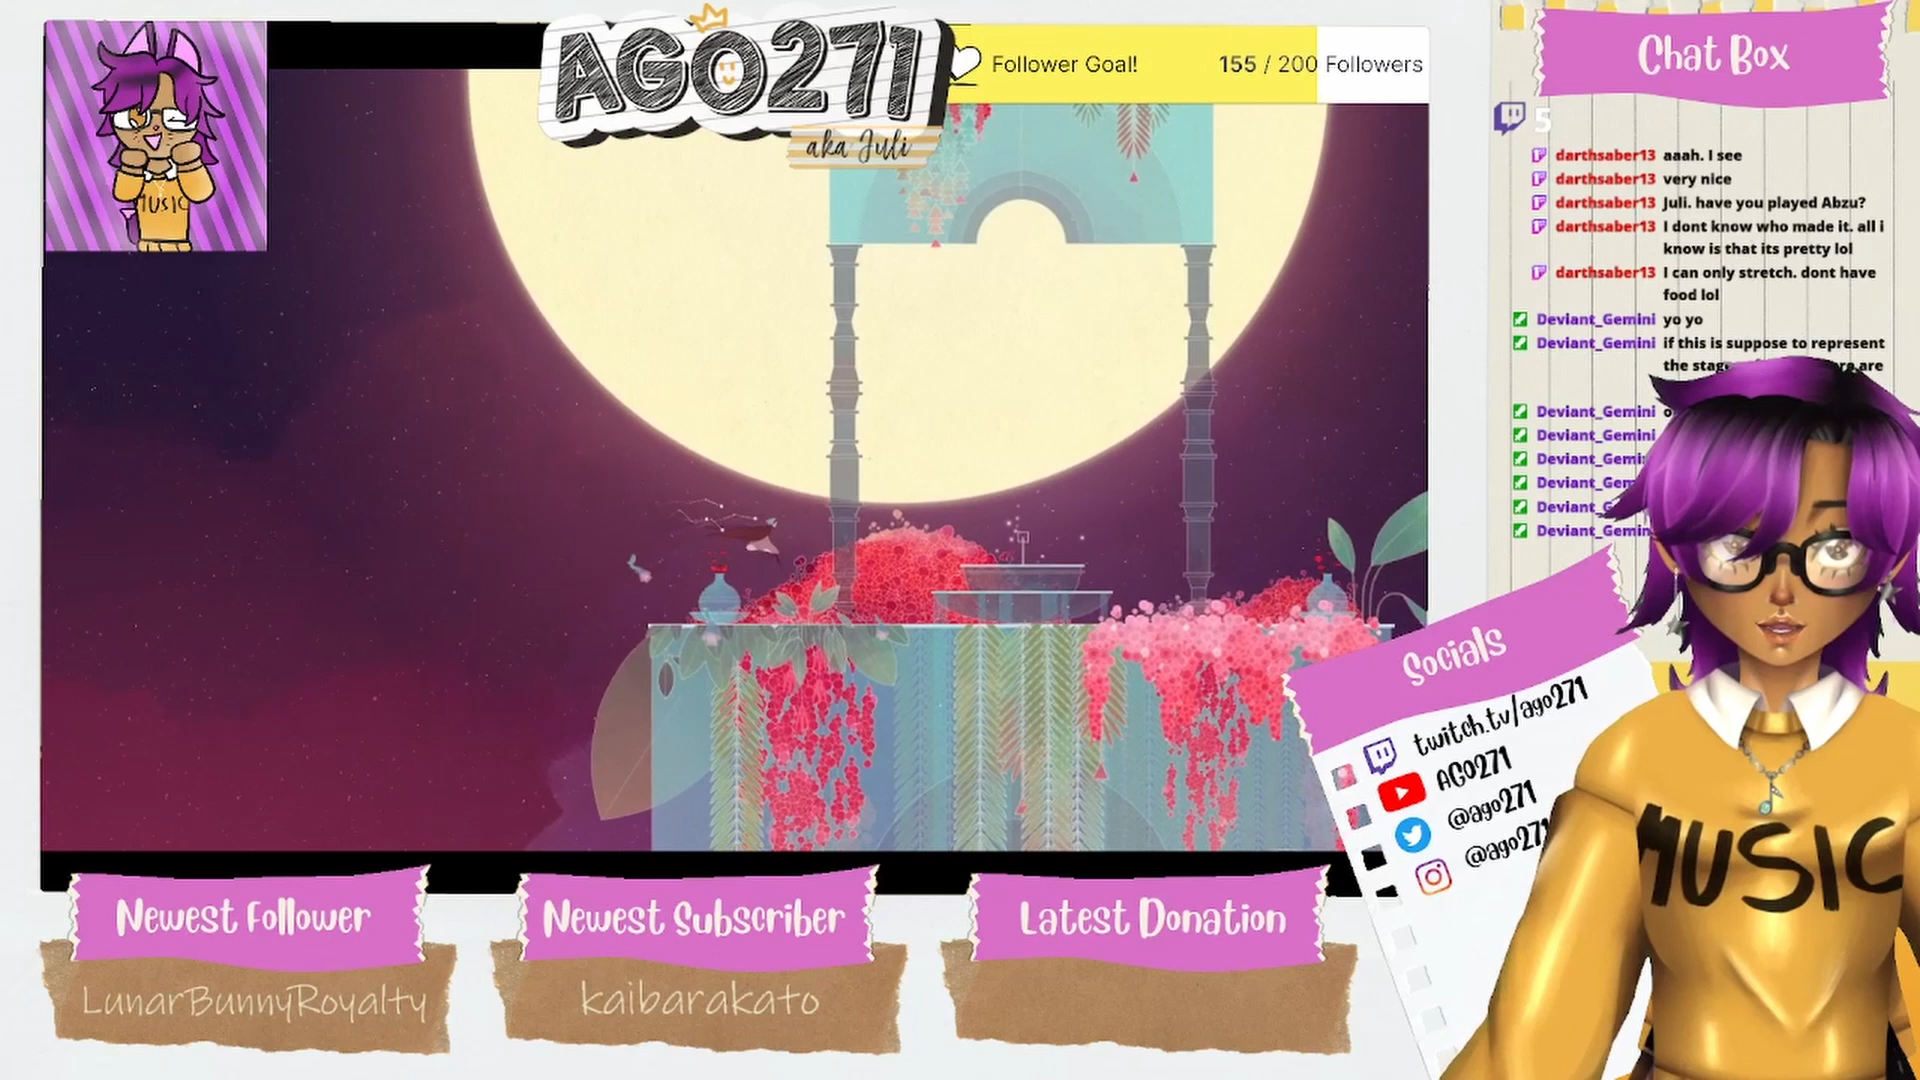 AGO271
aka Juli
Follower Goal!
155 / 200 Followers
Chat Box
5
darthsaber13 aaah. I see
darthsaber13 very nice
darthsaber13 Juli. have you played Abzu?
darthsaber13 I dont know who made it. all i
know is that its pretty lol
darthsaber13 I can only stretch. dont have
food lol
Deviant_Gemini yo yo
Deviant_Gemini if this is suppose to represent
the are
Deviant_Gemini
Deviant_Gemini
MUSIC
Socials
twitch.tv/ago271
AGO271
@ago271
@ago271
MUSIC
Newest Follower
LunarBunnyRoyalty
Newest Subscriber
kaibarakato
Latest Donation